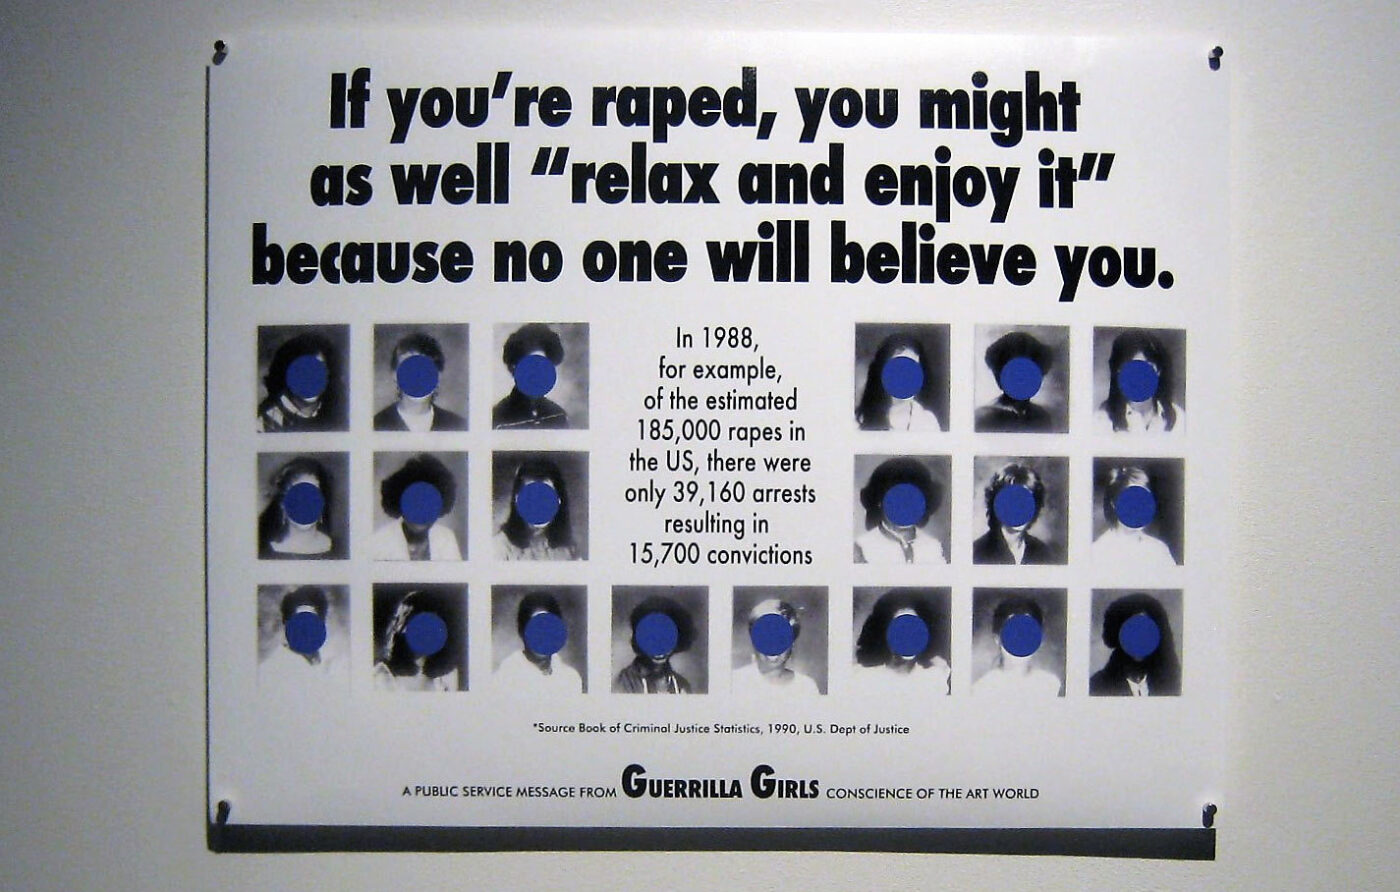 If you're raped, you might
as well "relax and enjoy it"
because no one will believe you.
In 1988,
for example,
of the estimated
185,000 rapes in
the US, there were
only 39,160 arrests
resulting in
15,700 convictions
*Source Book of Criminal Justice Statistics, 1990, U.S. Dept of Justice
A PUBLIC SERVICE MESSAGE FROM GUERRILLA GIRLS CONSCIENCE OF THE ART WORLD